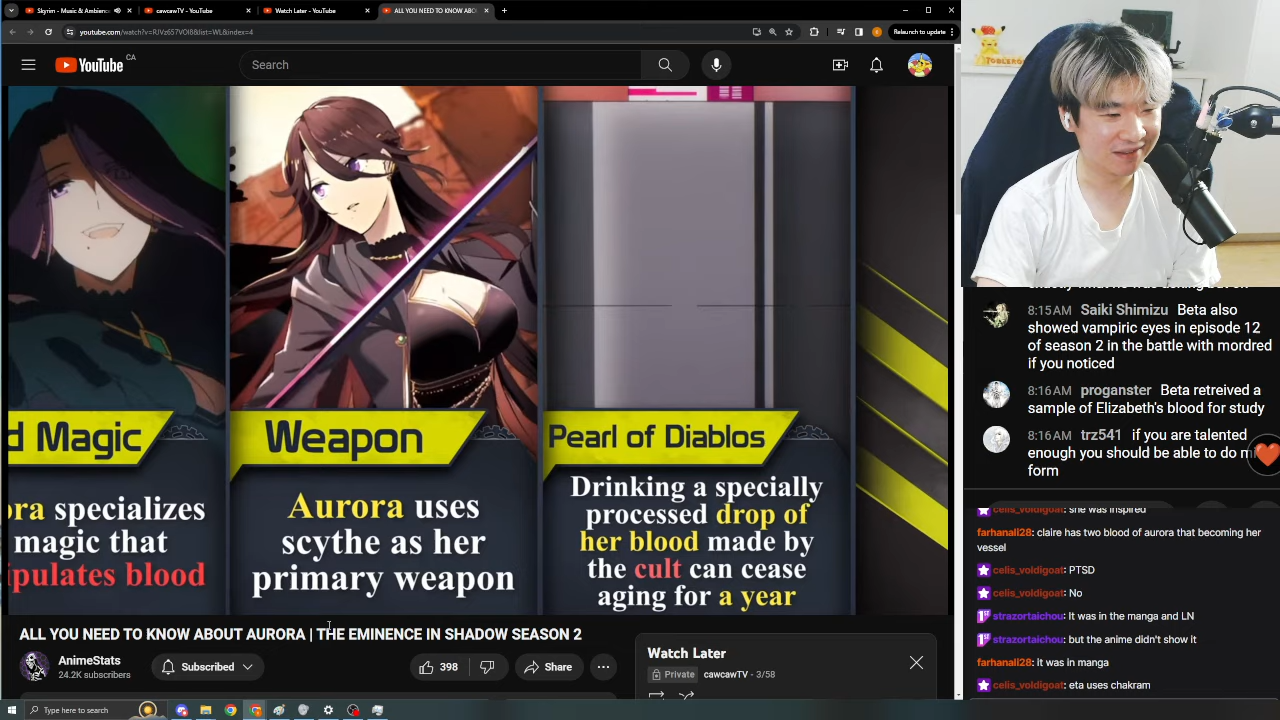 Skyrim - Music & Ambience
cawcawTV - YouTube
Watch Later - YouTube
ALL YOU NEED TO KNOW ABO
youtube.com/watch?v=RJVz657VOI8&list=WL&index=4
Relaunch to update
YouTube CA
Search
d Magic
ora specializes
magic that
ipulates blood
Weapon
Aurora uses
scythe as her
primary weapon
Pearl of Diablos
Drinking a specially
processed drop of
her blood made by
the cult can cease
aging for a year
ALL YOU NEED TO KNOW ABOUT AURORA | THE EMINENCE IN SHADOW SEASON 2
AnimeStats
24.2K subscribers
Subscribed
398
Share
Watch Later
Private cawcawTV - 3/58
Type here to search
TOBLERONE
8:15 AM Saiki Shimizu Beta also
showed vampiric eyes in episode 12
of season 2 in the battle with mordred
if you noticed
8:16 AM proganster Beta retreived a
sample of Elizabeth's blood for study
8:16 AM trz541 if you are talented
enough you should be able to do m
form
celis_voldigoat: she was inspired
farhanali28: claire has two blood of aurora that becoming her
vessel
celis_voldigoat: PTSD
celis_voldigoat: No
strazortaichou: It was in the manga and LN
strazortaichou: but the anime didn't show it
farhanali28: it was in manga
celis_voldigoat: eta uses chakram